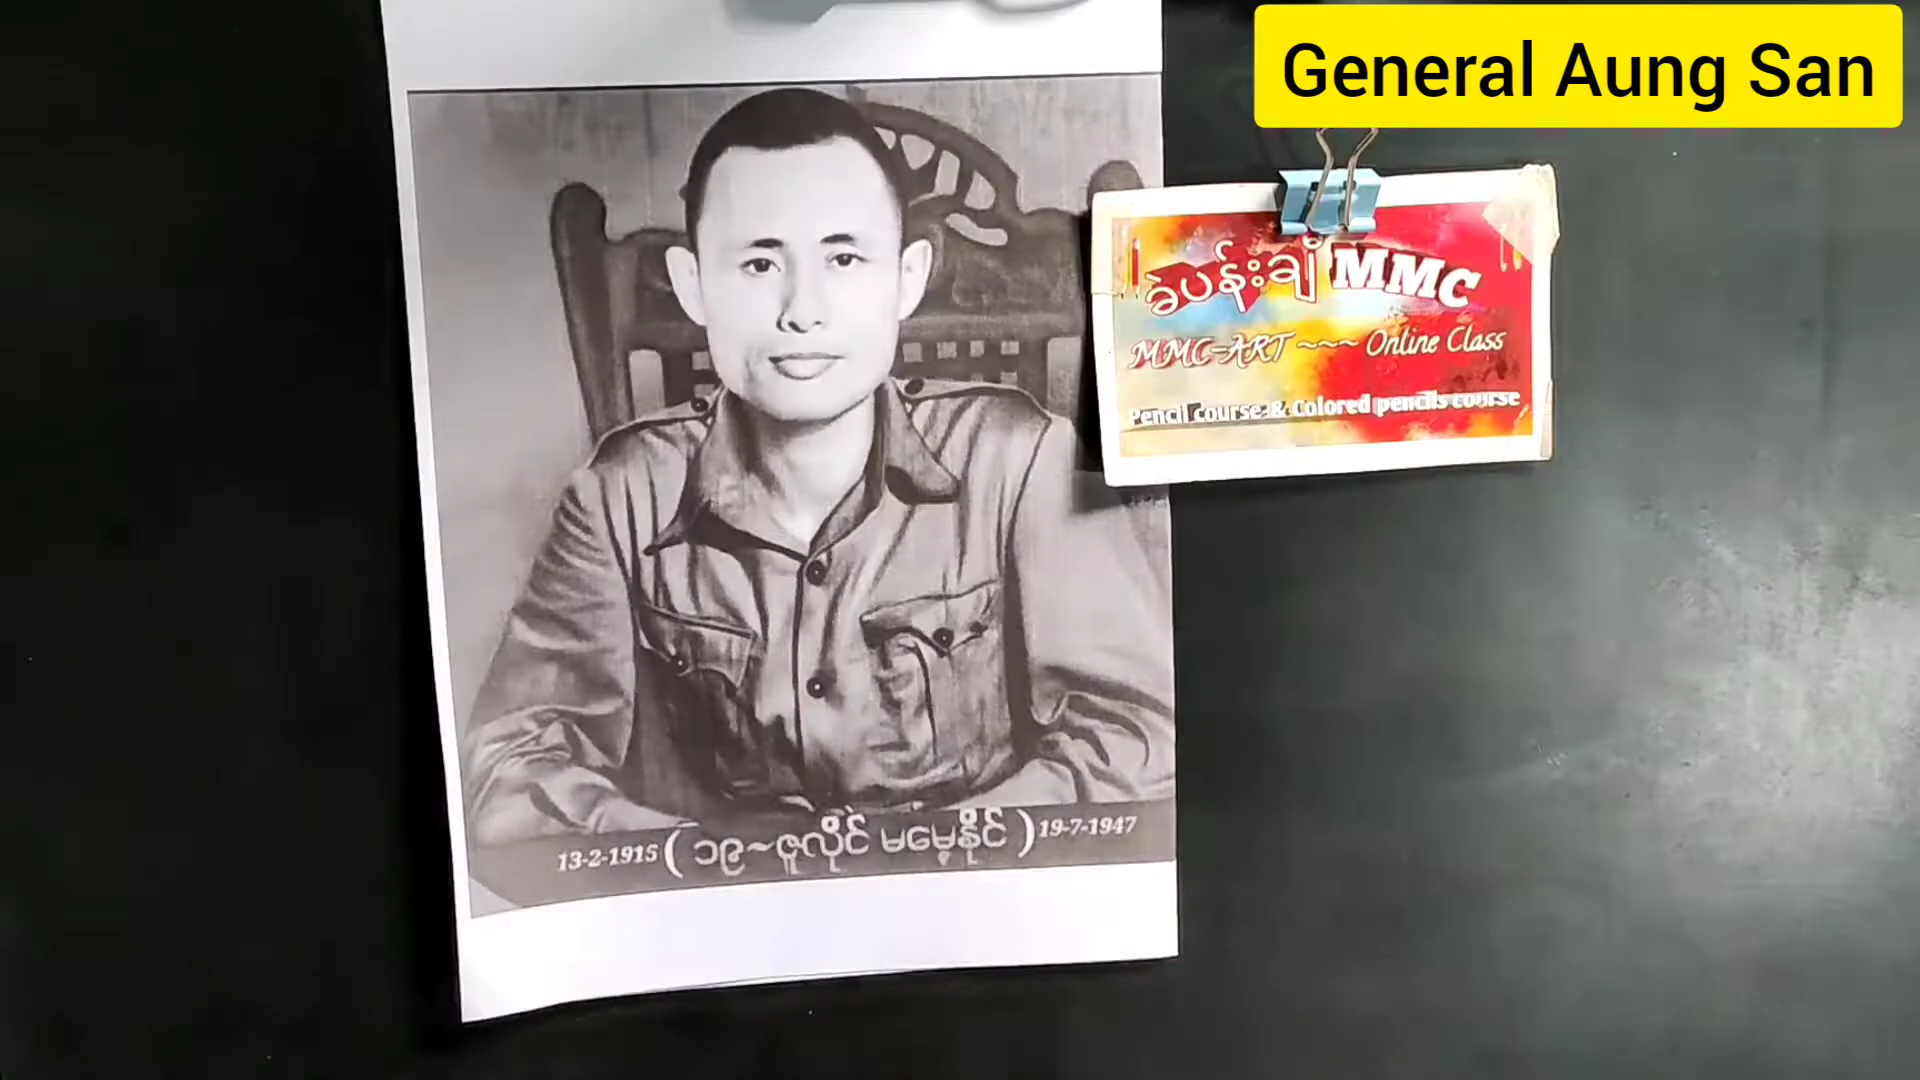 General Aung San
ခဲပန်းချီ MMC
MMC-ART ~~~ Online Class
Pencil course & Colored pencils course
13-2-1915 ( ၁၉~ဇူလိုင် မမေ့နိုင် ) 19-7-1947